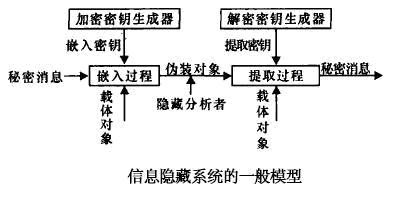 加密密钥生成器
解密密钥生成器
嵌入密钥
提取密钥
秘密消息
嵌入过程
伪装对象
提取过程
秘密消息
载体对象
隐藏分析者
载体对象
信息隐藏系统的一般模型